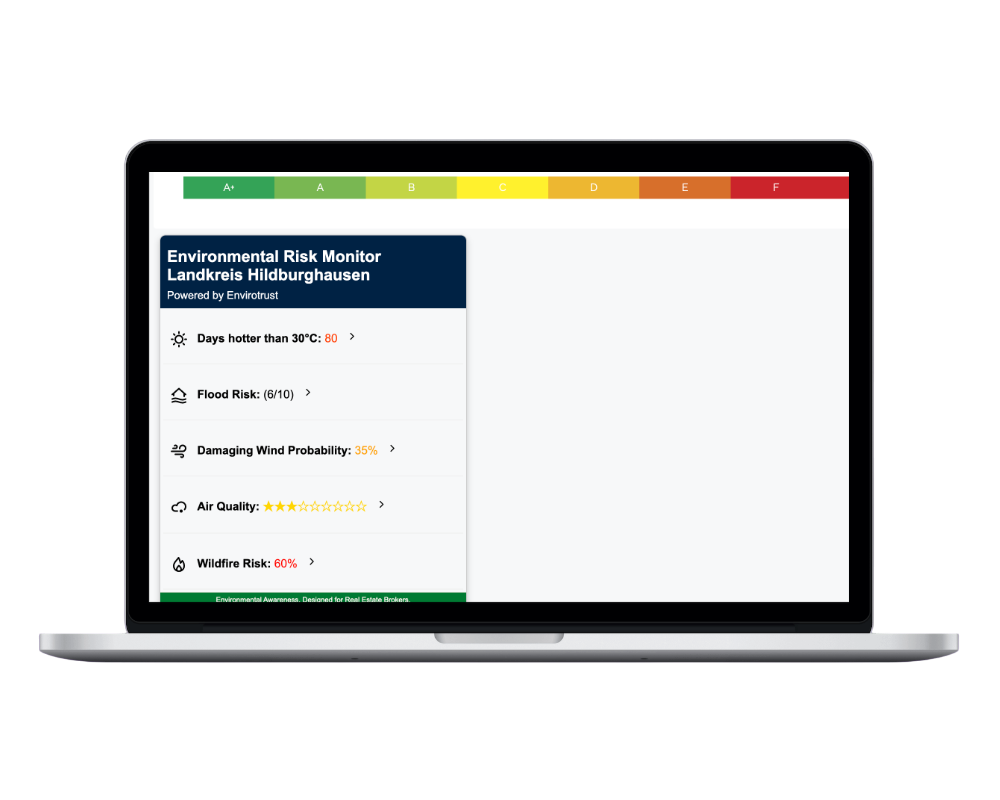 A+ A B C D E F
Environmental Risk Monitor
Landkreis Hildburghausen
Powered by Envirotrust
Days hotter than 30°C: 80
Flood Risk: (6/10)
Damaging Wind Probability: 35%
Air Quality: ★★★☆☆☆☆☆☆
Wildfire Risk: 60%
Environmental Awareness. Designed for Real Estate Brokers.